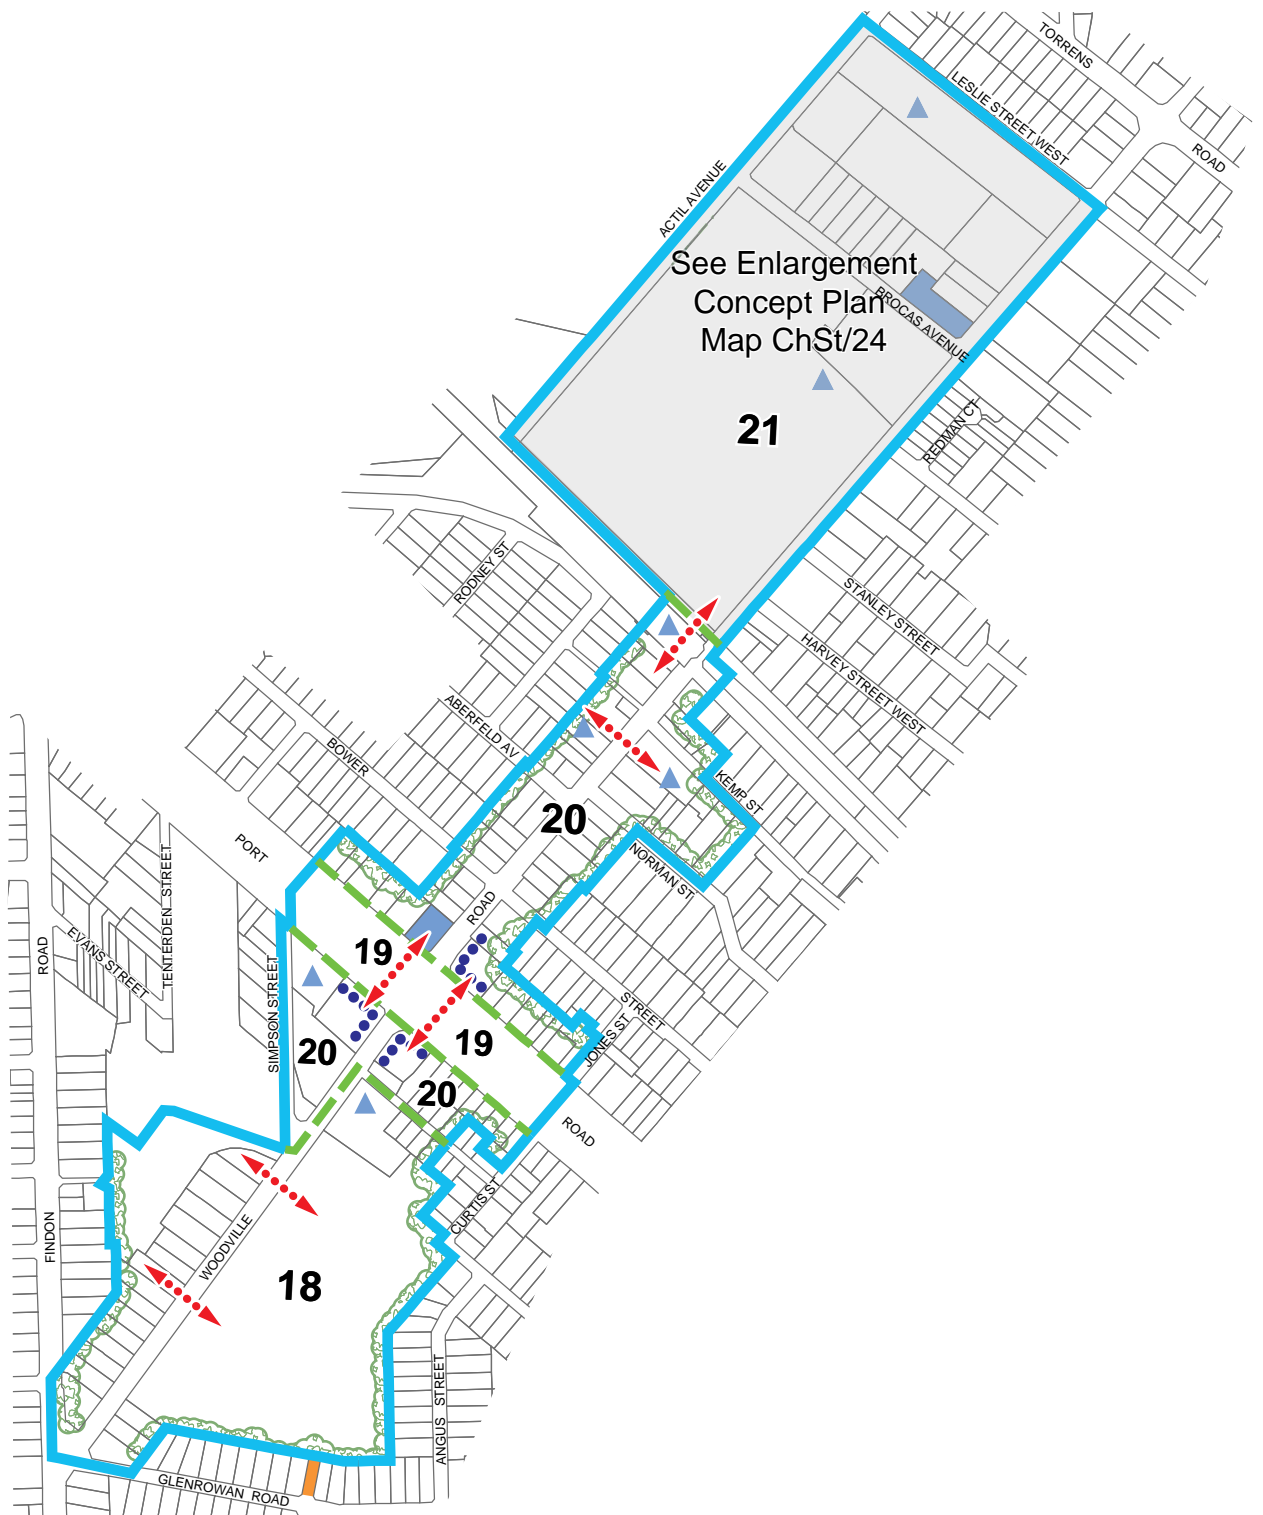 TORRENS
LESLIE STREET WEST
ROAD
ACTIL AVENUE
See Enlargement
Concept Plan
Map ChSt/24
BROCAS AVENUE
21
REDMAN CT
RODNEY ST
STANLEY STREET
HARVEY STREET WEST
ABERFELD AV
BOWER
KEMP ST
20
PORT
NORMAN ST
TENTERDEN STREET
ROAD
EVANS STREET
ROAD
19
SIMPSON STREET
STREET
JONES ST
19
20
20
ROAD
CURTIS ST
FINDON
WOODVILLE
18
ANGUS STREET
GLENROWAN ROAD